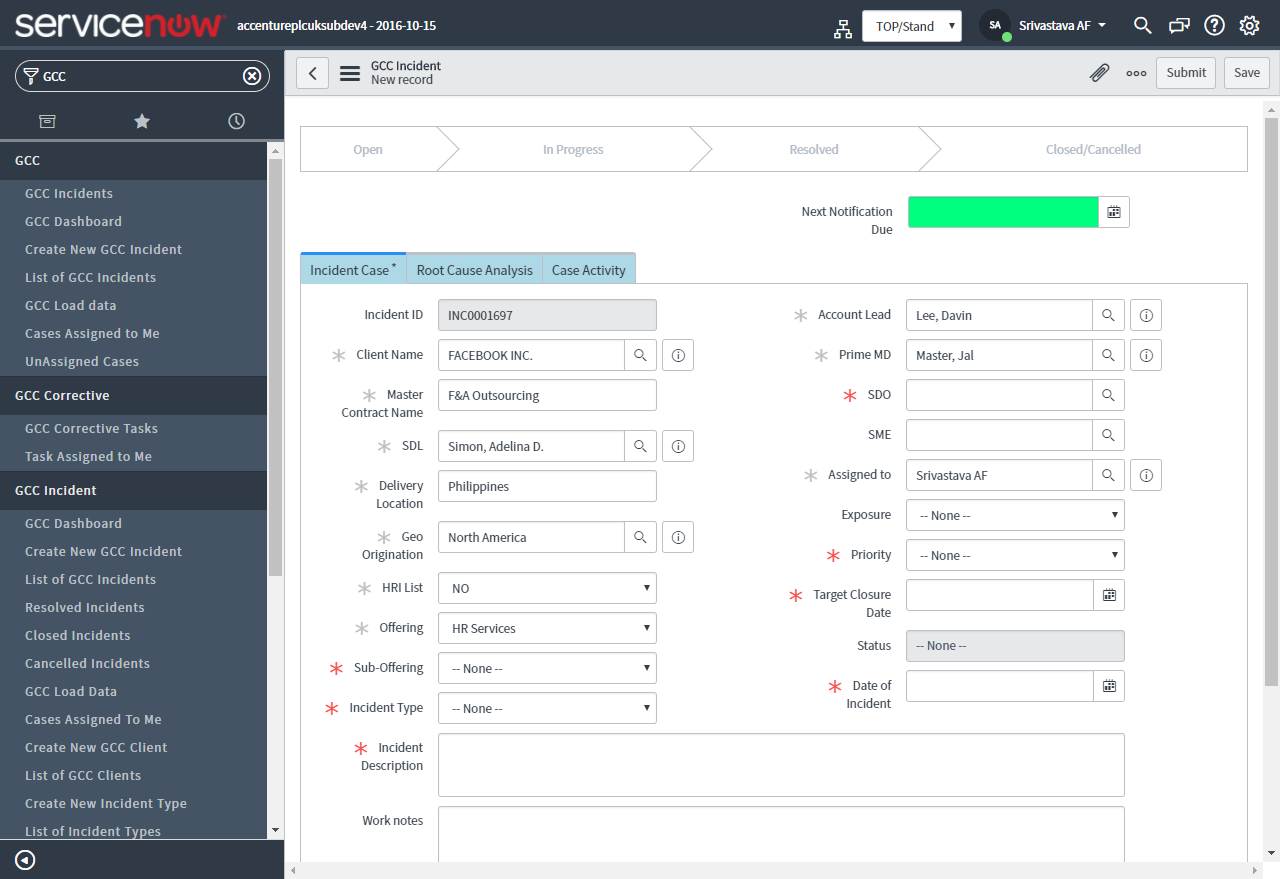 servicenow accentureplcuksubdev4 - 2016-10-15 TOP/Stand SA Srivastava AF
GCC
GCC
GCC Incidents
GCC Dashboard
Create New GCC Incident
List of GCC Incidents
GCC Load data
Cases Assigned to Me
UnAssigned Cases
GCC Corrective
GCC Corrective Tasks
Task Assigned to Me
GCC Incident
GCC Dashboard
Create New GCC Incident
List of GCC Incidents
Resolved Incidents
Closed Incidents
Cancelled Incidents
GCC Load Data
Cases Assigned To Me
Create New GCC Client
List of GCC Clients
Create New Incident Type
List of Incident Types
GCC Incident
New record
Submit Save
Open In Progress Resolved Closed/Cancelled
Next Notification
Due
Incident Case * Root Cause Analysis Case Activity
Incident ID INC0001697
Client Name FACEBOOK INC.
Master
Contract Name
F&A Outsourcing
SDL Simon, Adelina D.
Delivery
Location
Philippines
Geo
Origination
North America
HRI List NO
Offering HR Services
Sub-Offering -- None --
Incident Type -- None --
Account Lead Lee, Davin
Prime MD Master, Jal
SDO
SME
Assigned to Srivastava AF
Exposure -- None --
Priority -- None --
Target Closure
Date
Status -- None --
Date of
Incident
Incident
Description
Work notes